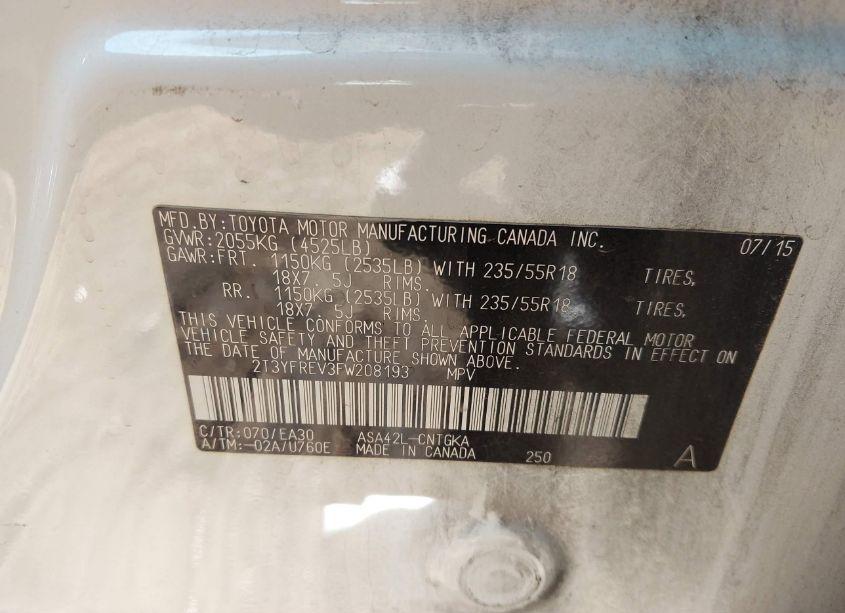 MFD. BY: TOYOTA MOTOR MANUFACTURING CANADA INC. 07/15
GVWR: 2055KG (4525LB)
GAWR: FRT. 1150KG (2535LB) WITH 235/55R18 TIRES,
18X7. 5J RIMS.
RR. 1150KG (2535LB) WITH 235/55R18 TIRES,
18X7. 5J RIMS
THIS VEHICLE CONFORMS TO ALL APPLICABLE FEDERAL MOTOR
VEHICLE SAFETY AND THEFT PREVENTION STANDARDS IN EFFECT ON
THE DATE OF MANUFACTURE SHOWN ABOVE.
2T3YFREV3FW208193 MPV
C/TR: 070/EA30 ASA42L-CNTGKA
A/TM: -02A/U760E MADE IN CANADA 250 A